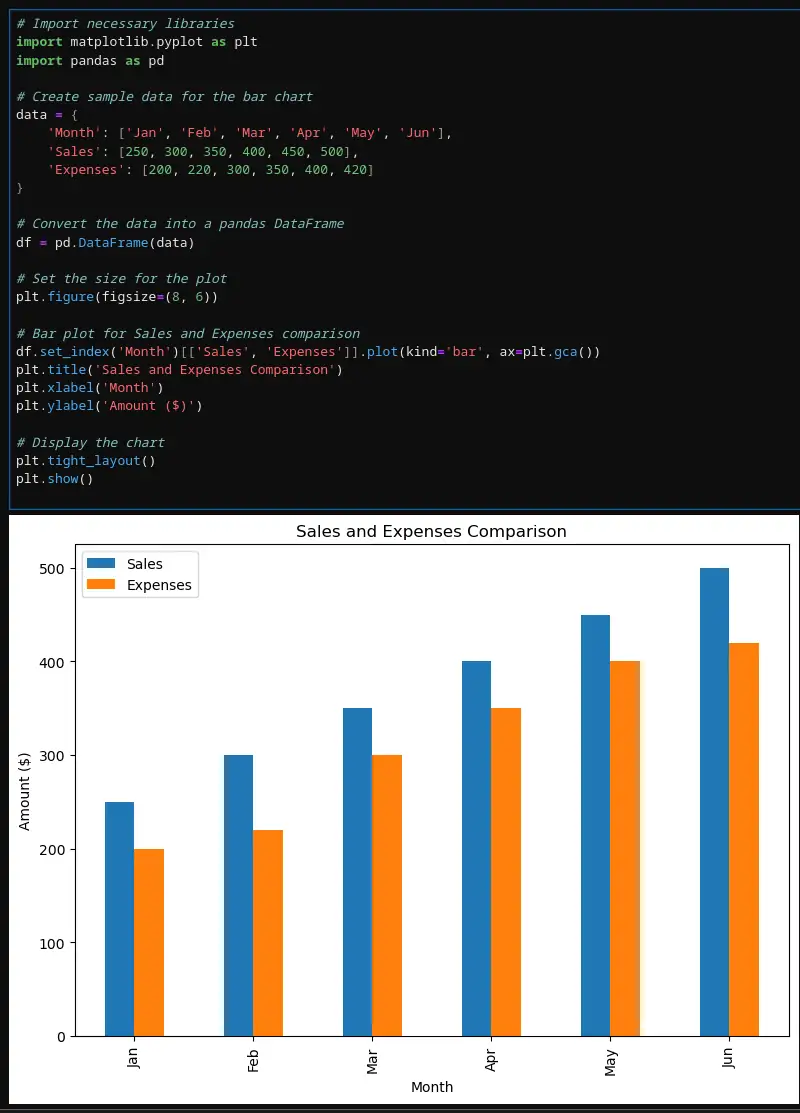 # Import necessary libraries
import matplotlib.pyplot as plt
import pandas as pd
# Create sample data for the bar chart
data = {
    'Month': ['Jan', 'Feb', 'Mar', 'Apr', 'May', 'Jun'],
    'Sales': [250, 300, 350, 400, 450, 500],
    'Expenses': [200, 220, 300, 350, 400, 420]
}
# Convert the data into a pandas DataFrame
df = pd.DataFrame(data)
# Set the size for the plot
plt.figure(figsize=(8, 6))
# Bar plot for Sales and Expenses comparison
df.set_index('Month')[['Sales', 'Expenses']].plot(kind='bar', ax=plt.gca())
plt.title('Sales and Expenses Comparison')
plt.xlabel('Month')
plt.ylabel('Amount ($)')
# Display the chart
plt.tight_layout()
plt.show()
Sales and Expenses Comparison
Sales
Expenses
500
400
300
200
100
0
Amount ($)
Jan
Feb
Mar
Apr
May
Jun
Month